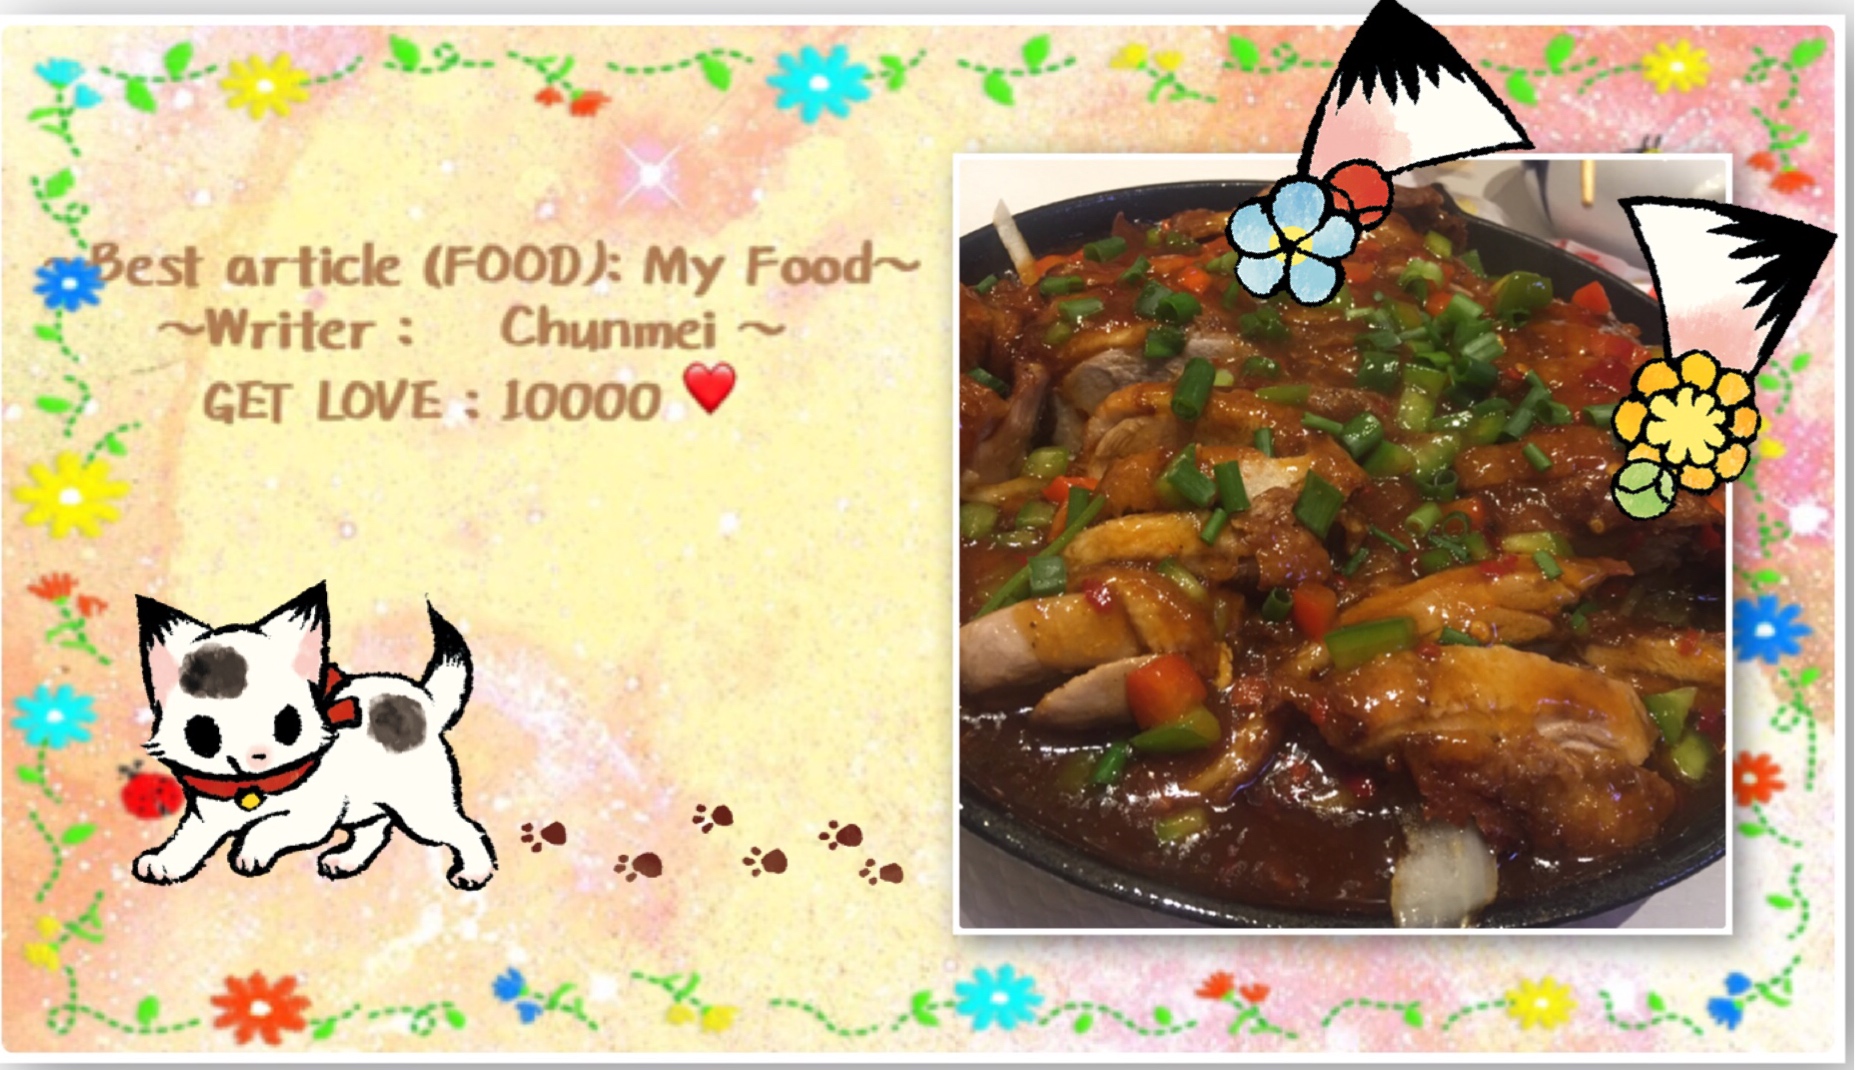 ~Best article (FOOD): My Food~
~Writer : Chunmei ~
GET LOVE : 10000 ❤️